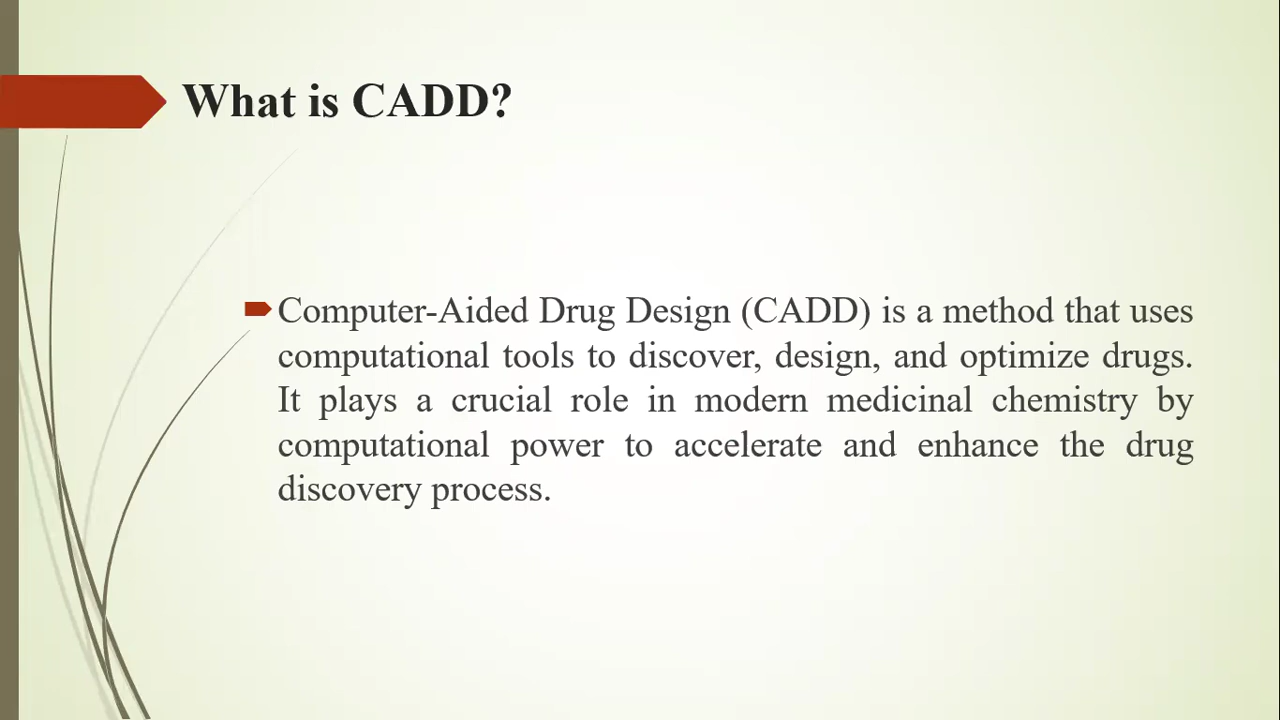 What is CADD?
Computer-Aided Drug Design (CADD) is a method that uses
computational tools to discover, design, and optimize drugs.
It plays a crucial role in modern medicinal chemistry by
computational power to accelerate and enhance the drug
discovery process.